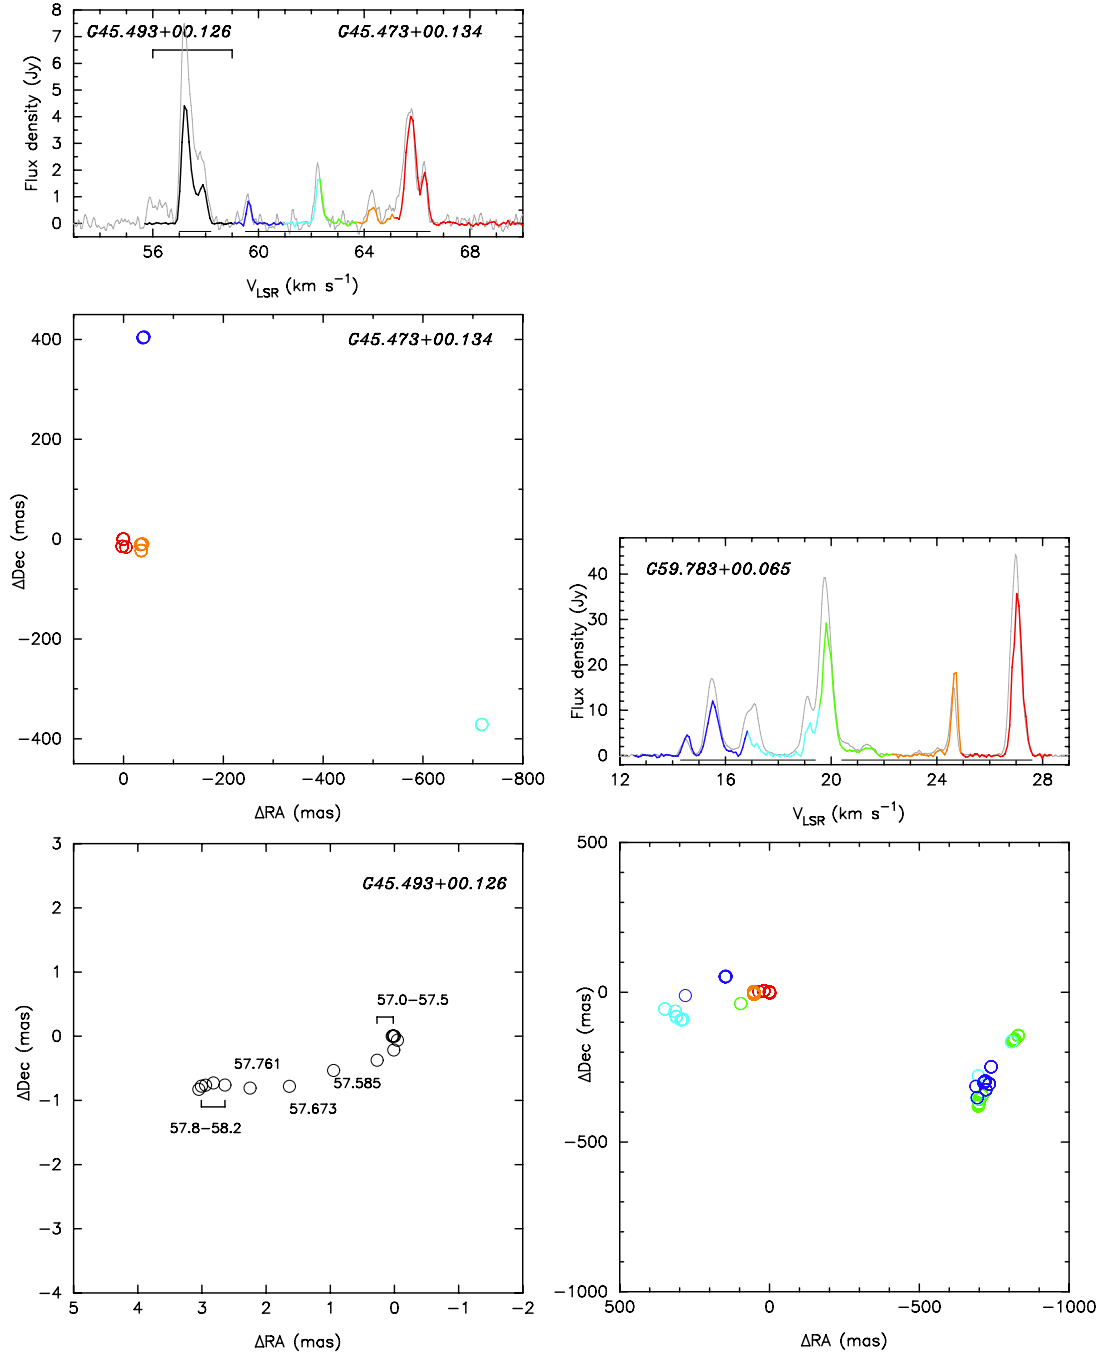 G45.493+00.126 G45.473+00.134
8
7
6
5
4
3
2
1
0
Flux density (Jy)
56 60 64 68
V_LSR (km s⁻¹)
G45.473+00.134
400
200
0
−200
−400
ΔDec (mas)
0 −200 −400 −600 −800
ΔRA (mas)
G59.783+00.065
40
30
20
10
0
Flux density (Jy)
12 16 20 24 28
V_LSR (km s⁻¹)
G45.493+00.126
3
2
1
0
−1
−2
−3
−4
ΔDec (mas)
57.0−57.5
57.761
57.585
57.673
57.8−58.2
5 4 3 2 1 0 −1 −2
ΔRA (mas)
500
0
−500
−1000
ΔDec (mas)
500 0 −500 −1000
ΔRA (mas)